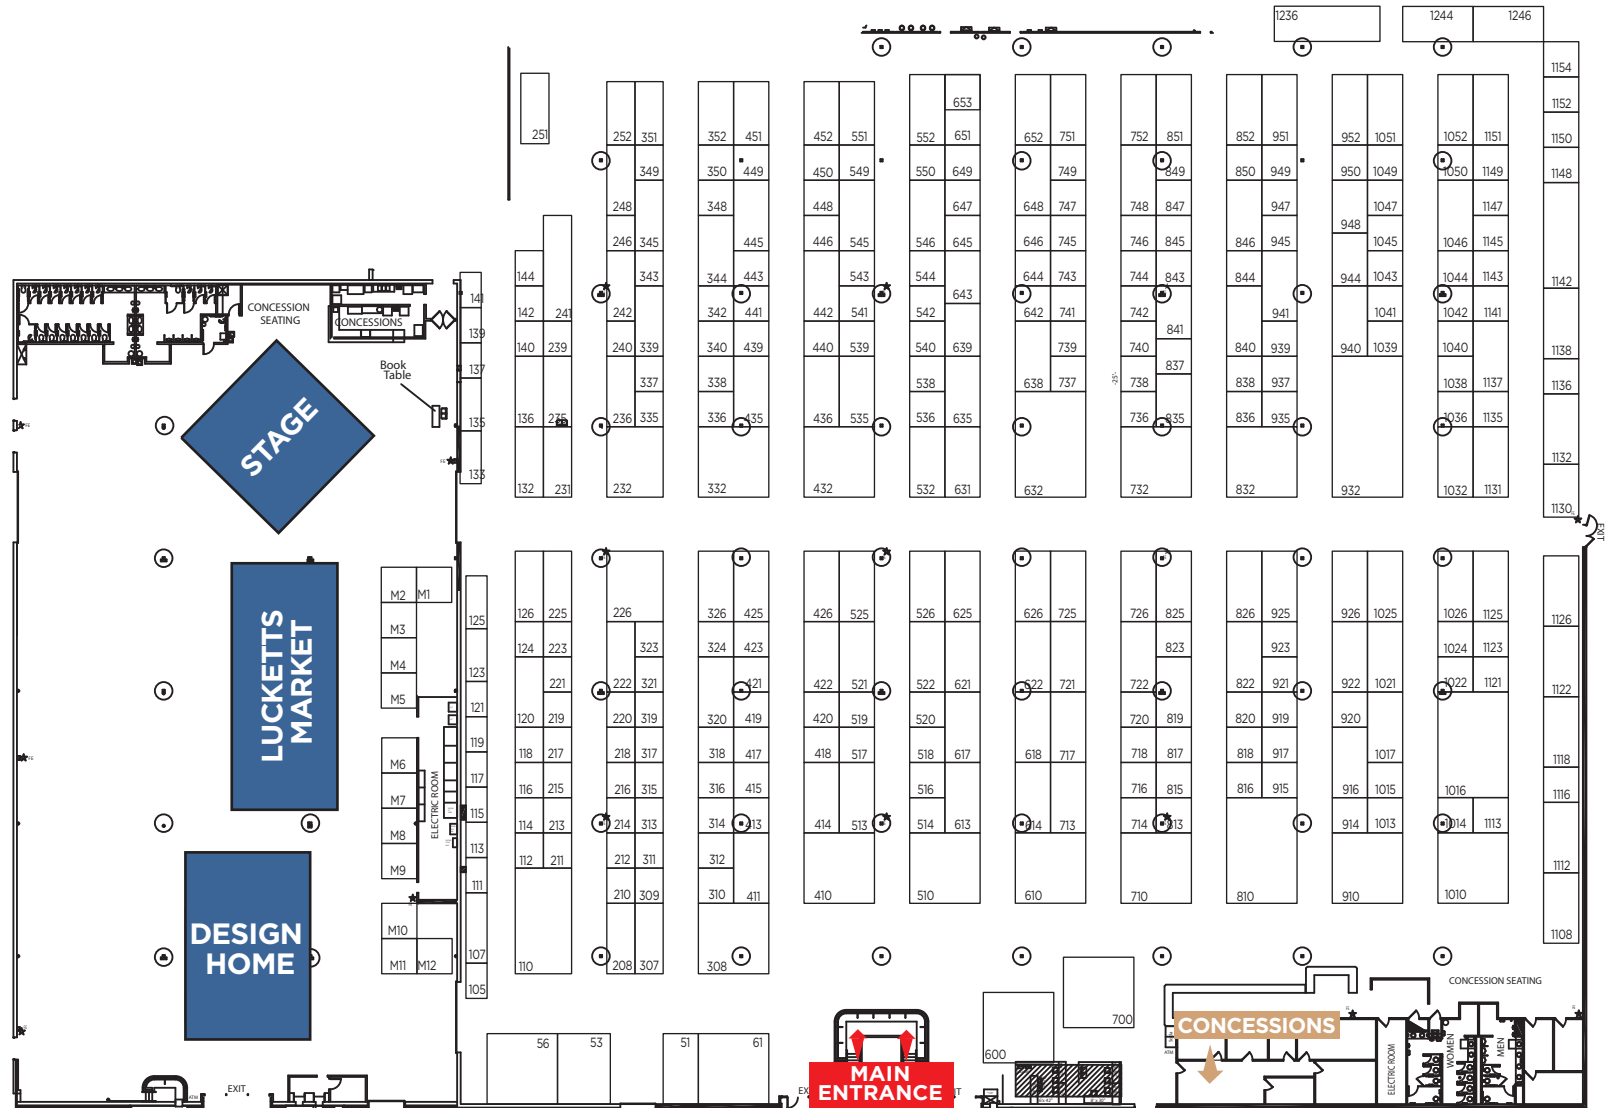 1236 1244 1246
1154
653
1152
251 252 351 352 451 452 551 552 651 652 751 752 851 852 951 952 1051 1052 1151 1150
349 350 449 450 549 550 649 749 849 850 949 950 1049 1050 1149 1148
248 348 448 647 648 747 748 847 947 1047 1147
948
246 345 445 446 545 546 645 646 745 746 845 846 945 1045 1046 1145
144 343 344 443 543 544 644 743 744 843 844 944 1043 1044 1143 1142
643
141
CONCESSION
SEATING
CONCESSIONS
142 241 242 342 441 442 541 542 642 741 742 941 1041 1042 1141
841
139
140 239 240 339 340 439 440 539 540 639 739 740 840 939 940 1039 1040 1138
Book
Table
137
837
337 338 538 638 737 738 838 937 1038 1137 1136
-25'-
135
136 235 236 335 336 435 436 535 536 635 736 835 836 935 1036 1135
STAGE
1132
133
132 231 232 332 432 532 631 632 732 832 932 1032 1131
1130
EXIT
M2 M1
126 225 226 326 425 426 525 526 625 626 725 726 825 826 925 926 1025 1026 1125 1126
125
M3
124 223 323 324 423 823 923 1024 1123
M4
123
LUCKETTS
MARKET
221 222 321 421 422 521 522 621 622 721 722 822 921 922 1021 1022 1121 1122
M5
121
120 219 220 319 320 419 420 519 520 720 819 820 919 920
119
118 217 218 317 318 417 418 517 518 617 618 717 718 817 818 917 1017 1118
M6
117
ELECTRIC ROOM
116 215 216 315 316 415 516 716 815 816 915 916 1015 1016 1116
M7
115
114 213 214 313 314 413 414 513 514 613 614 713 714 813 914 1013 1014 1113
M8
113
112 211 212 311 312 1112
M9
111
210 309 310 411 410 510 610 710 810 910 1010
DESIGN
HOME
M10
1108
107
M11 M12
110 208 307 308
105
CONCESSION SEATING
700
CONCESSIONS
56 53 51 61
600
MAIN
ENTRANCE
ATM
ELECTRIC ROOM
WOMEN
MEN
EXIT